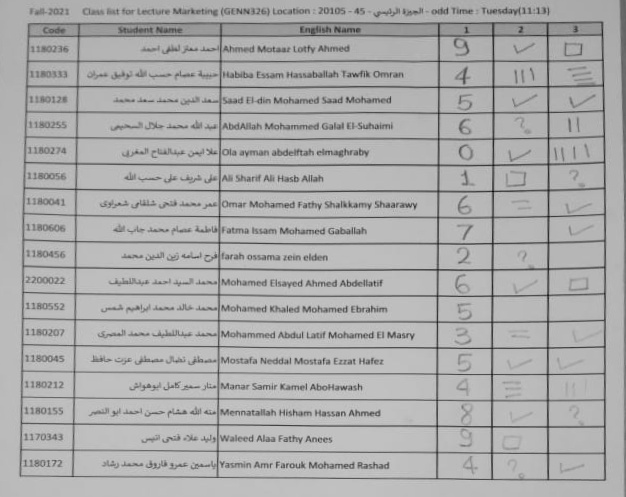 Fall-2021 Class list for Lecture Marketing (GENN326) Location : 20105 - 45 - الجيزة الرئيسي - odd Time : Tuesday(11:13)
Code Student Name English Name 1 2 3
1180236 احمد معتز لطفى احمد Ahmed Motaaz Lotfy Ahmed 9 ✓ □
1180333 حبيبة عصام حسب الله توفيق عمران Habiba Essam Hassaballah Tawfik Omran 4 ||| ☰
1180128 سعد الدين محمد سعد محمد Saad El-din Mohamed Saad Mohamed 5 ✓ ✓
1180255 عبد الله محمد جلال السحيمى AbdAllah Mohammed Galal El-Suhaimi 6 ? ||
1180274 علا ايمن عبدالفتاح المغربي Ola ayman abdelftah elmaghraby 0 ✓ ||||
1180056 على شريف على حسب الله Ali Sharif Ali Hasb Allah 1 □ ?
1180041 عمر محمد فتحى شلقامى شعراوى Omar Mohamed Fathy Shalkkamy Shaarawy 6 = ✓
1180606 فاطمة عصام محمد جاب الله Fatma Issam Mohamed Gaballah 7 ✓
1180456 فرح اسامه زين الدين محمد farah ossama zein elden 2 ?
2200022 محمد السيد احمد عبداللطيف Mohamed Elsayed Ahmed Abdellatif 6 ✓ □
1180552 محمد خالد محمد ابراهيم شمس Mohamed Khaled Mohamed Ebrahim 5
1180207 محمد عبداللطيف محمد المصرى Mohammed Abdul Latif Mohamed El Masry 3 = ✓
1180045 مصطفى نضال مصطفى عزت حافظ Mostafa Neddal Mostafa Ezzat Hafez 5 ✓ ✓
1180212 منار سمير كامل ابوهواش Manar Samir Kamel AboHawash 4 ☰ |||
1180155 منه الله هشام حسن احمد ابو النصر Mennatallah Hisham Hassan Ahmed 8 ✓ ?
1170343 وليد علاء فتحى انيس Waleed Alaa Fathy Anees 9 □
1180172 ياسمين عمرو فاروق محمد رشاد Yasmin Amr Farouk Mohamed Rashad 4 ? ✓